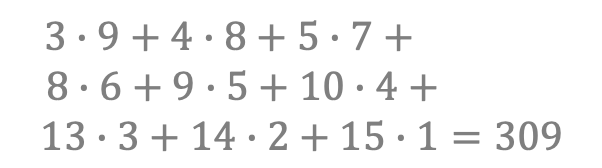 3 · 9 + 4 · 8 + 5 · 7 +
8 · 6 + 9 · 5 + 10 · 4 +
13 · 3 + 14 · 2 + 15 · 1 = 309